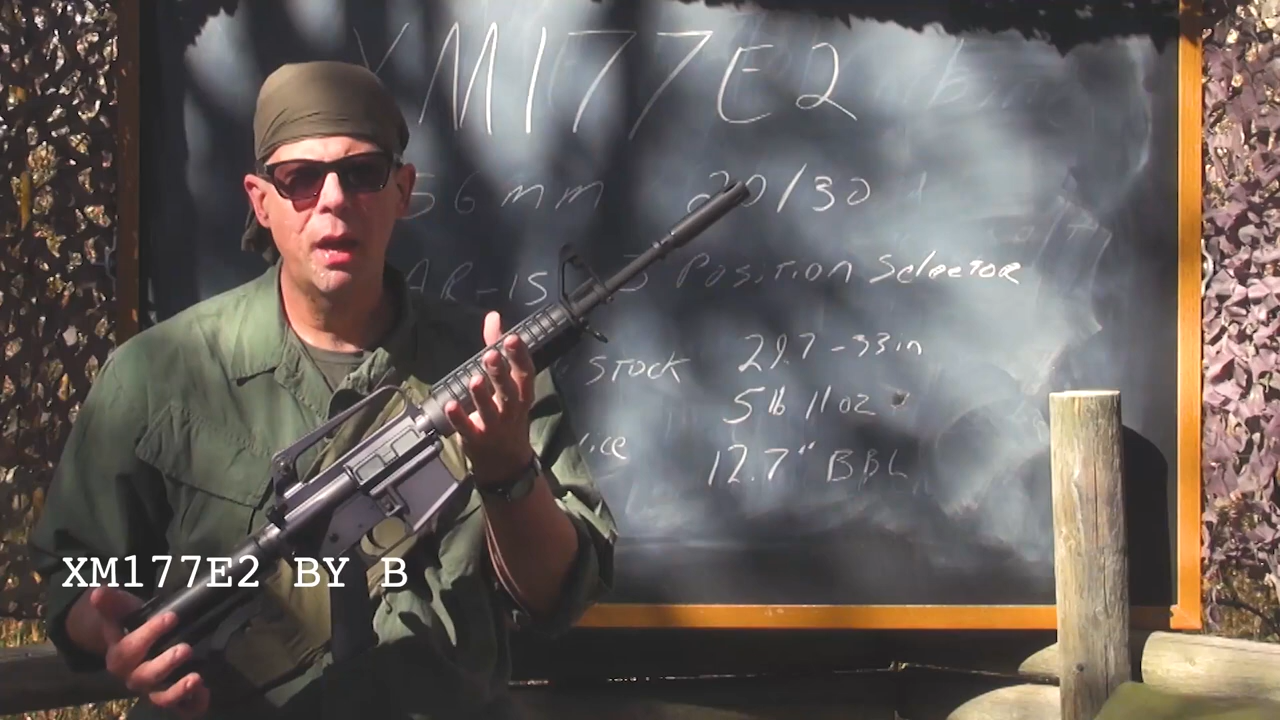 XM177E2
56mm 20/30
AR-15 3 Position Selector
STOCK 29.7-33in
5lb 11oz
12.7" BBL
XM177E2 BY B